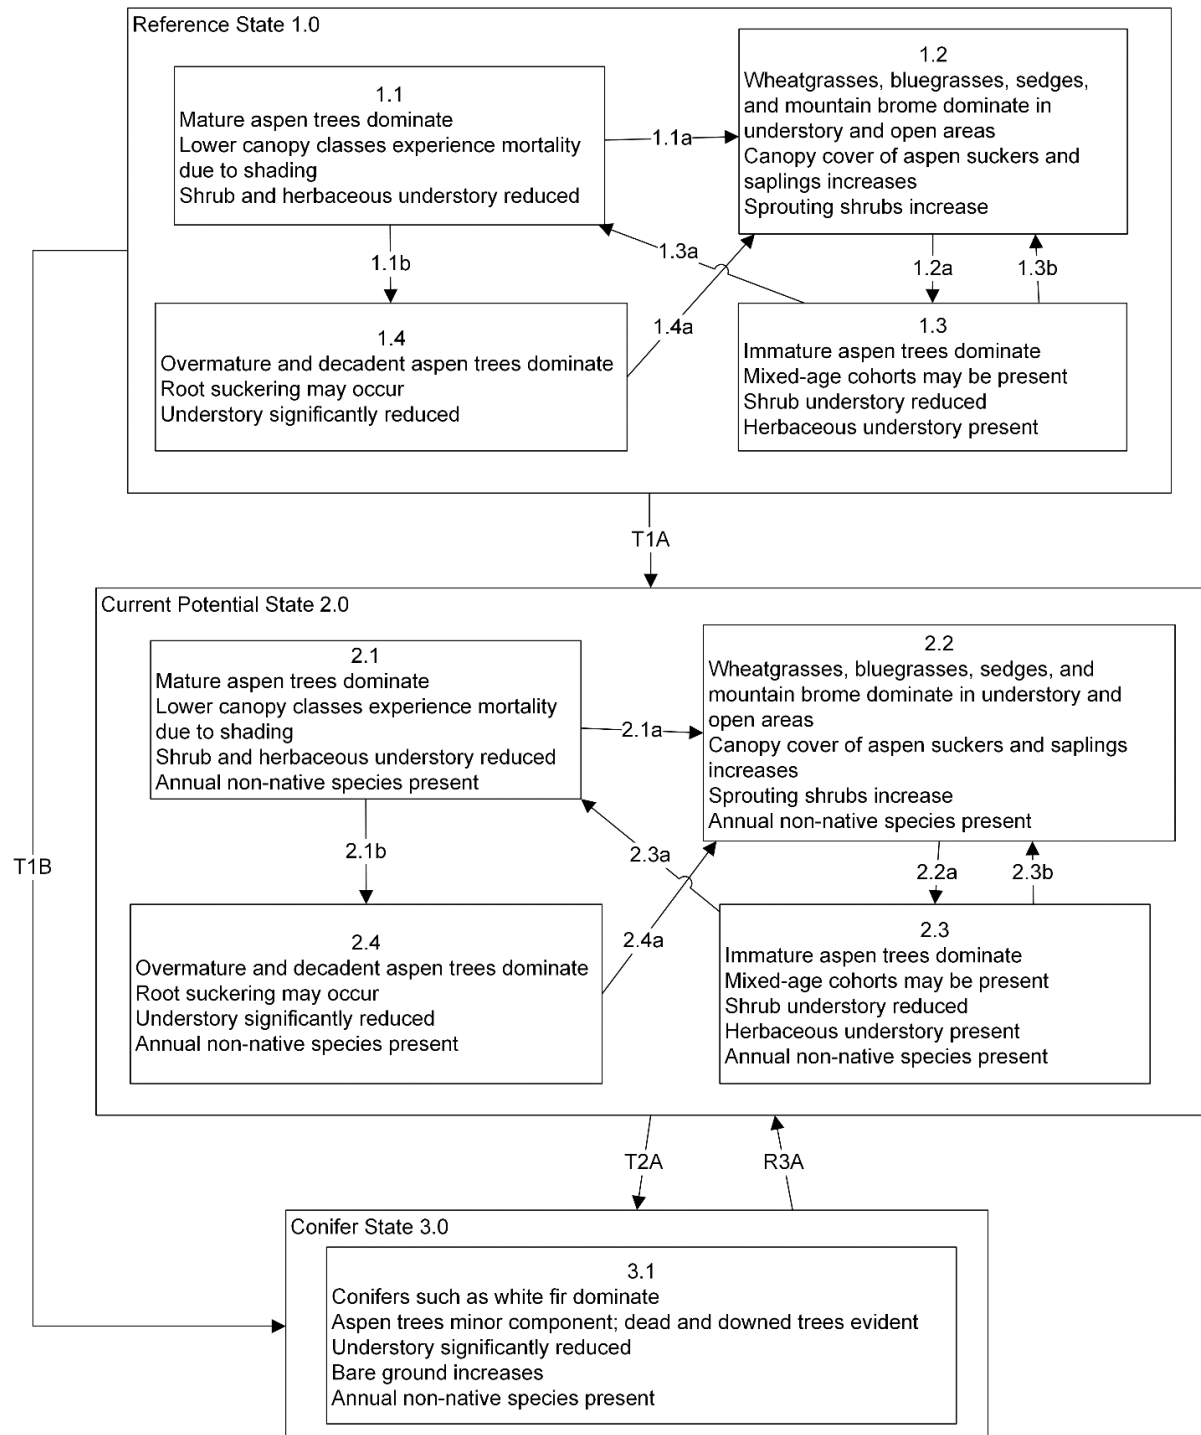 Reference State 1.0
1.1
Mature aspen trees dominate
Lower canopy classes experience mortality
due to shading
Shrub and herbaceous understory reduced
1.1a
1.2
Wheatgrasses, bluegrasses, sedges,
and mountain brome dominate in
understory and open areas
Canopy cover of aspen suckers and
saplings increases
Sprouting shrubs increase
1.1b
1.3a
1.2a
1.3b
1.4
Overmature and decadent aspen trees dominate
Root suckering may occur
Understory significantly reduced
1.4a
1.3
Immature aspen trees dominate
Mixed-age cohorts may be present
Shrub understory reduced
Herbaceous understory present
T1A
T1B
Current Potential State 2.0
2.1
Mature aspen trees dominate
Lower canopy classes experience mortality
due to shading
Shrub and herbaceous understory reduced
Annual non-native species present
2.1a
2.2
Wheatgrasses, bluegrasses, sedges, and
mountain brome dominate in understory and
open areas
Canopy cover of aspen suckers and saplings
increases
Sprouting shrubs increase
Annual non-native species present
2.1b
2.3a
2.2a
2.3b
2.4
Overmature and decadent aspen trees dominate
Root suckering may occur
Understory significantly reduced
Annual non-native species present
2.4a
2.3
Immature aspen trees dominate
Mixed-age cohorts may be present
Shrub understory reduced
Herbaceous understory present
Annual non-native species present
T2A
R3A
Conifer State 3.0
3.1
Conifers such as white fir dominate
Aspen trees minor component; dead and downed trees evident
Understory significantly reduced
Bare ground increases
Annual non-native species present